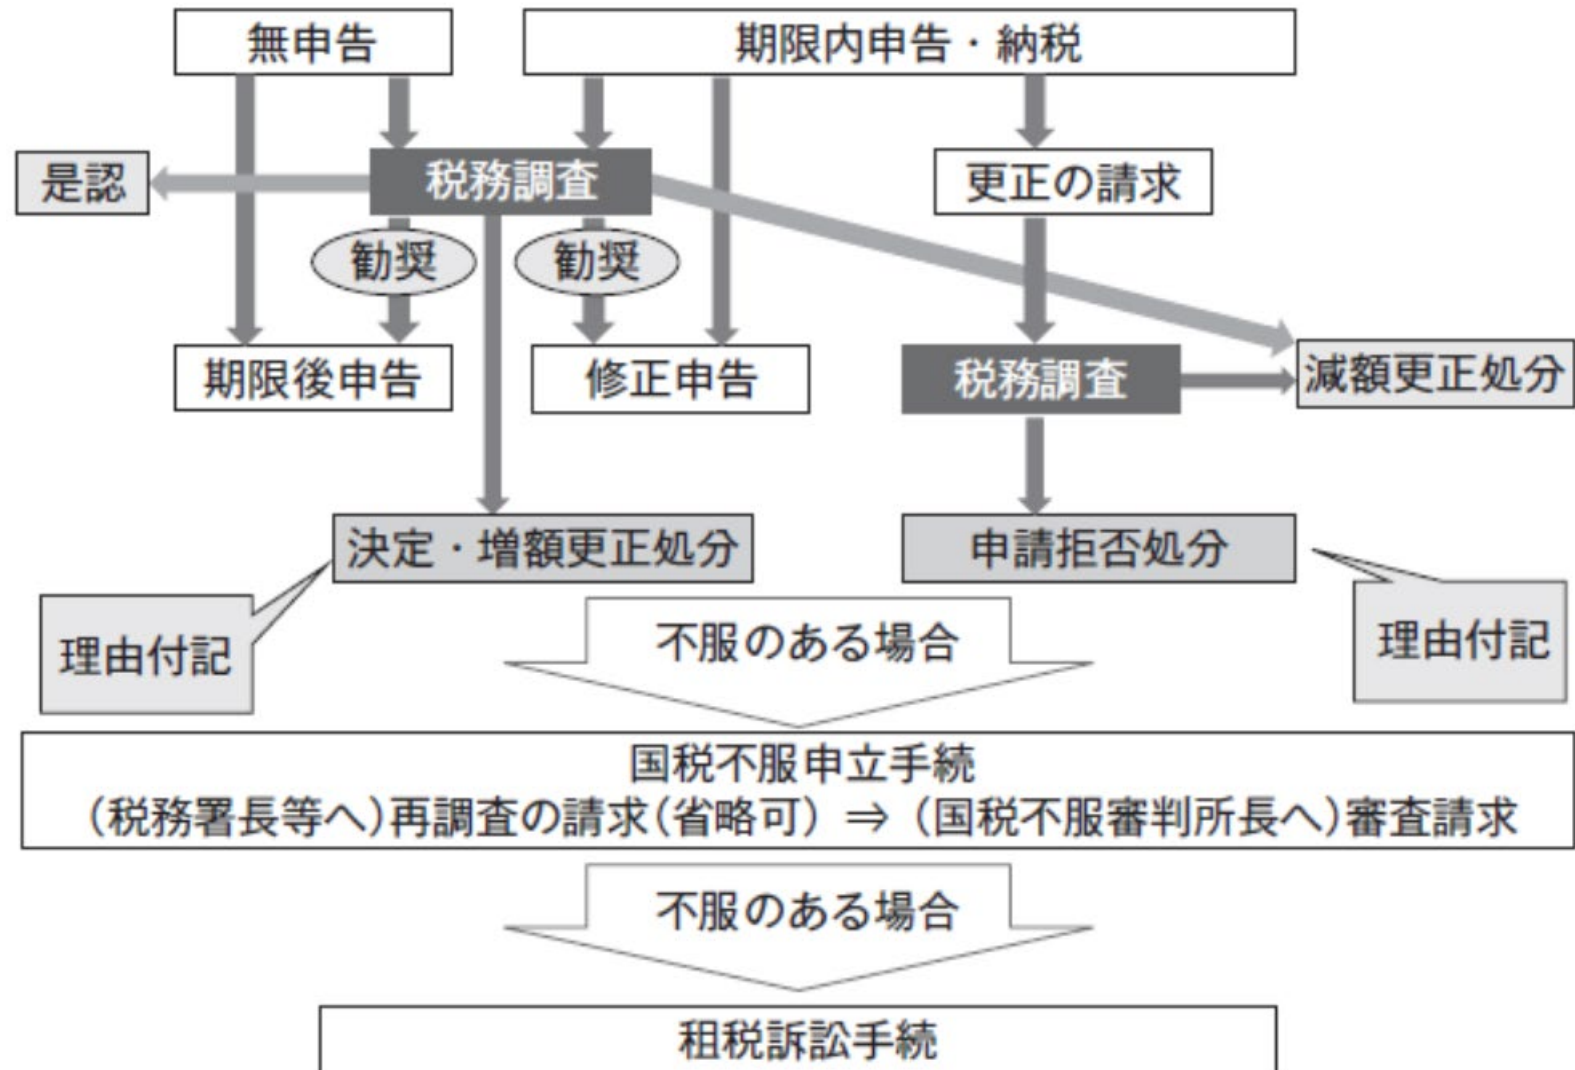 無申告
期限内申告・納税
是認
税務調査
更正の請求
勧奨
勧奨
期限後申告
修正申告
税務調査
減額更正処分
決定・増額更正処分
申請拒否処分
理由付記
不服のある場合
理由付記
国税不服申立手続
(税務署長等へ)再調査の請求(省略可) ⇒ (国税不服審判所長へ)審査請求
不服のある場合
租税訴訟手続